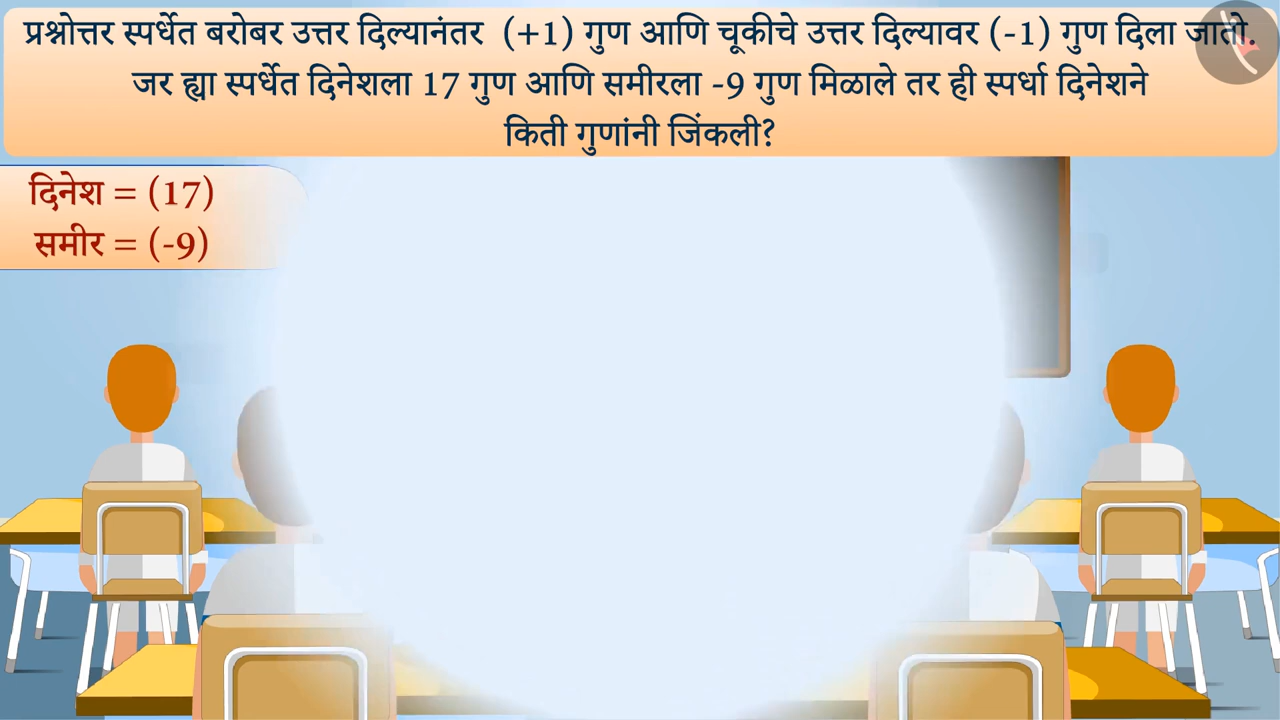 प्रश्नोत्तर स्पर्धेत बरोबर उत्तर दिल्यानंतर (+1) गुण आणि चूकीचे उत्तर दिल्यावर (-1) गुण दिला जातो.
जर ह्या स्पर्धेत दिनेशला 17 गुण आणि समीरला -9 गुण मिळाले तर ही स्पर्धा दिनेशने
किती गुणांनी जिंकली?
दिनेश = (17)
समीर = (-9)